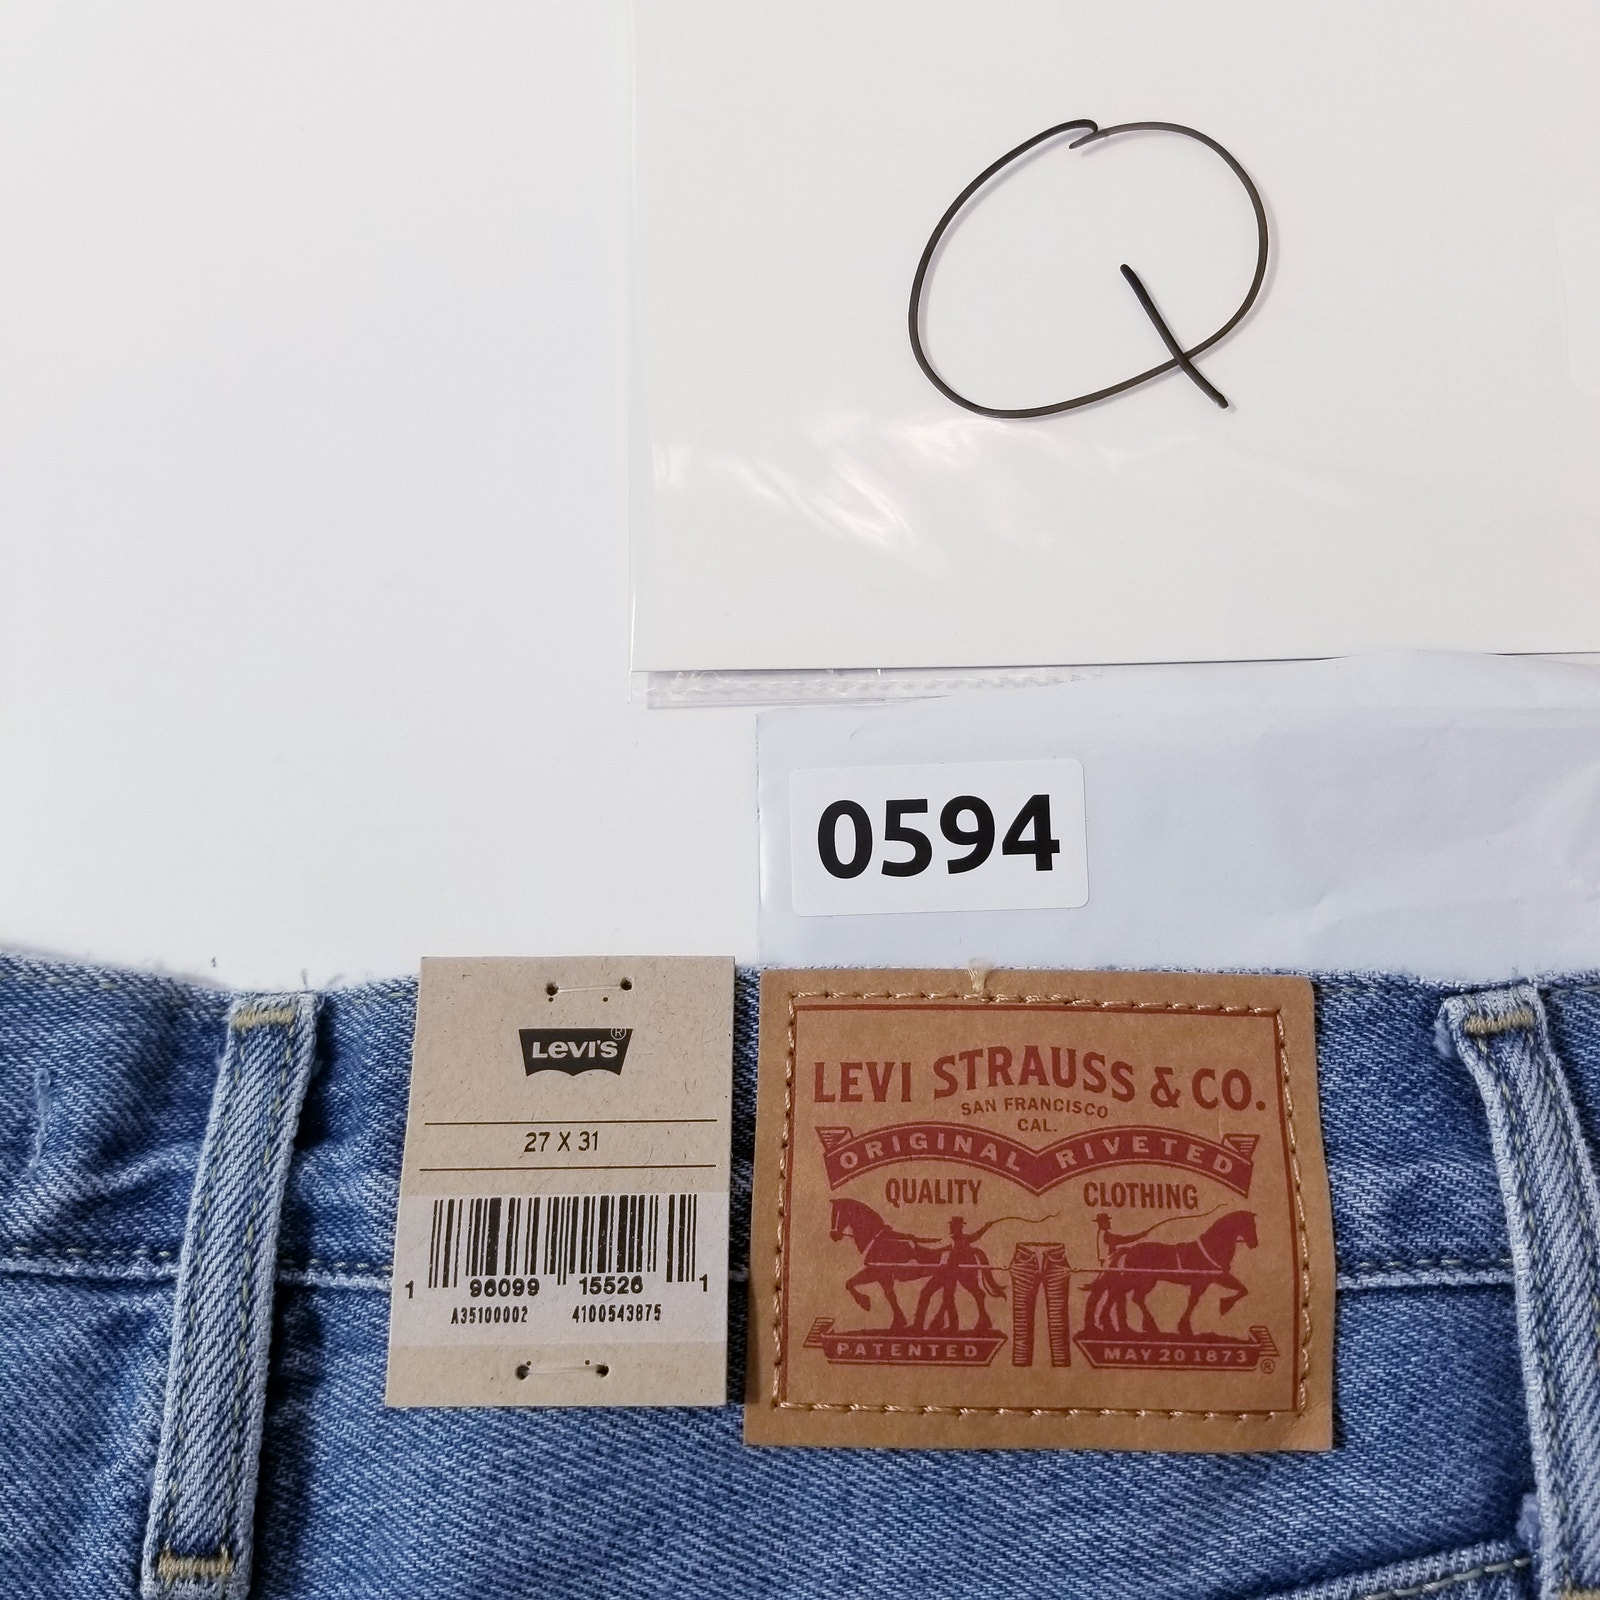 Q
0594
LEVI'S®
27 X 31
1 96099 15526 1
A35100002 4100543875
LEVI STRAUSS & CO.
SAN FRANCISCO
CAL.
ORIGINAL RIVETED
QUALITY CLOTHING
PATENTED MAY 20 1873 ®